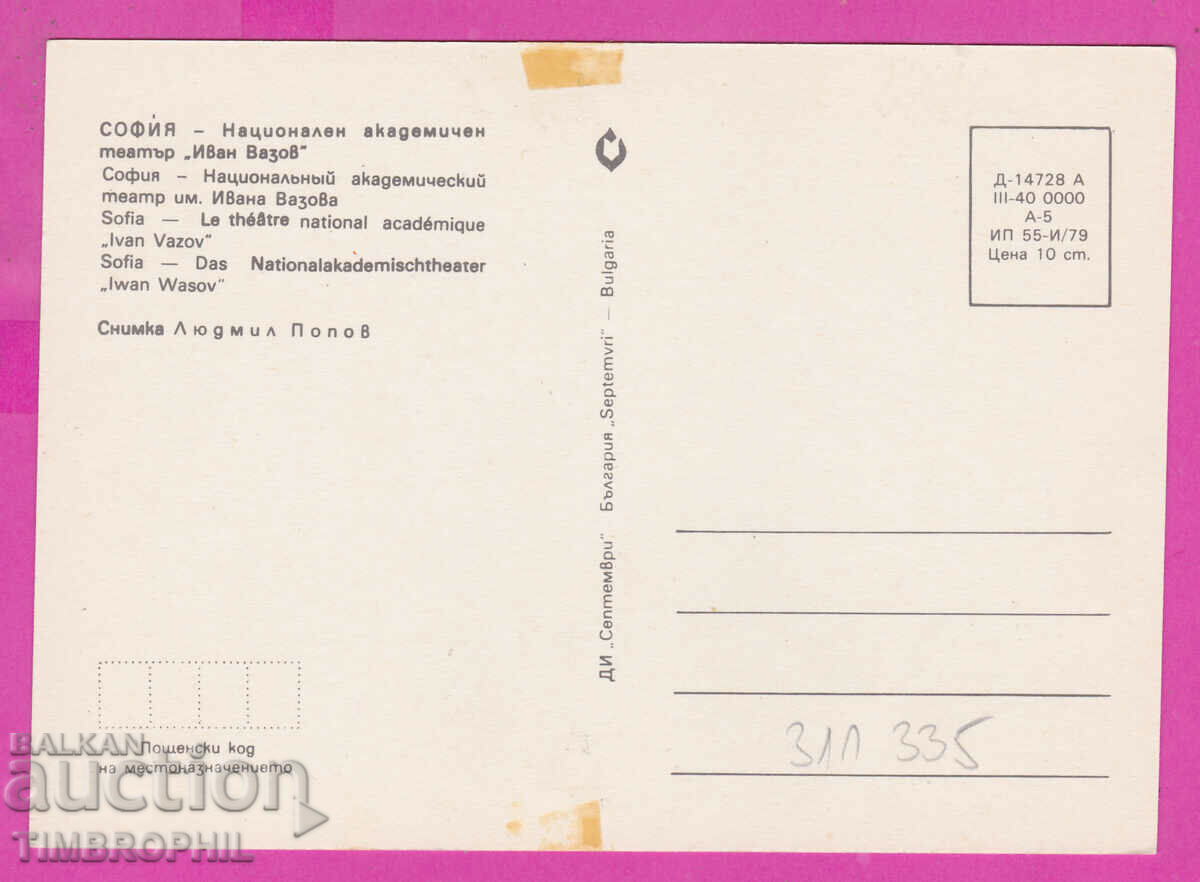 СОФИЯ – Национален академичен
театър „Иван Вазов“
София – Национальный академический
театр им. Ивана Вазова
Sofia — Le théâtre national académique
„Ivan Vazov“
Sofia — Das Nationalakademischtheater
„Iwan Wasov“
Снимка Людмил Попов
Пощенски код
на местоназначението
ДИ „Септември“ България „Septemvri“ — Bulgaria
Д-14728 А
III-40 0000
А-5
ИП 55-И/79
Цена 10 ст.
31П 335
BALKAN
auction
TIMBROPHIL